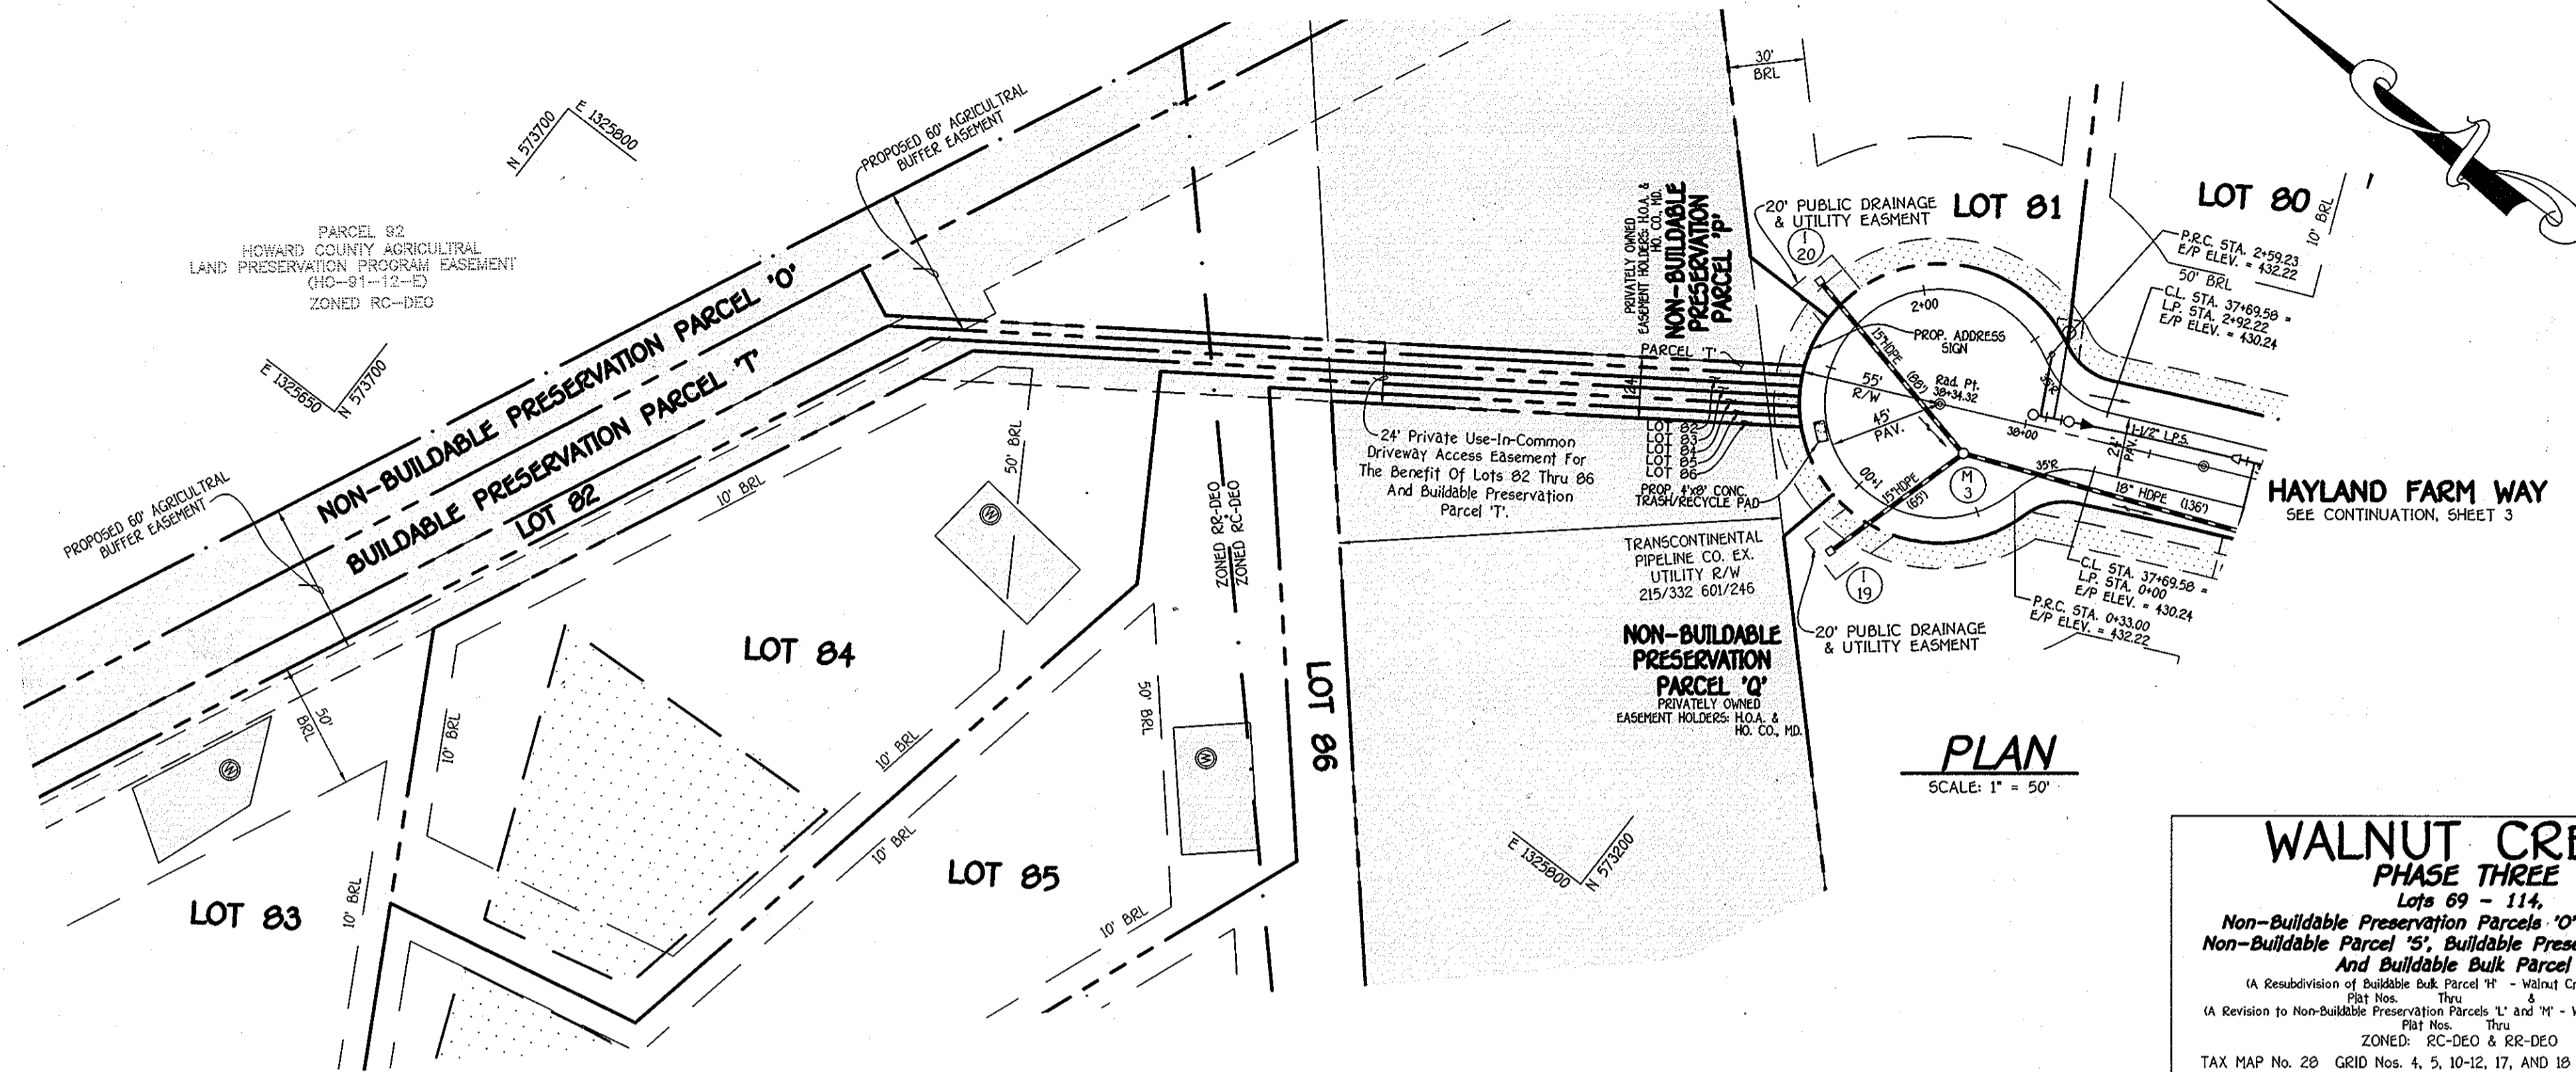 PROPOSED 60' AGRICULTRAL
BUFFER EASEMENT
30'
BRL
N 573700
E 1325800
PARCEL 92
HOWARD COUNTY AGRICULTRAL
LAND PRESERVATION PROGRAM EASEMENT
(HO-91-12-E)
ZONED RC-DEO
E 1325650
N 573700
NON-BUILDABLE PRESERVATION PARCEL 'O'
BUILDABLE PRESERVATION PARCEL 'T'
LOT 82
10' BRL
PROPOSED 60' AGRICULTRAL
BUFFER EASEMENT
50'
BRL
W
LOT 83
10' BRL
10' BRL
LOT 84
50' BRL
W
10' BRL
10' BRL
LOT 85
50' BRL
W
10' BRL
ZONED RR-DEO
ZONED RC-DEO
LOT 86
24' Private Use-In-Common
Driveway Access Easement For
The Benefit Of Lots 82 Thru 86
And Buildable Preservation
Parcel 'T'.
PRIVATELY OWNED
EASEMENT HOLDERS: H.O.A. &
HO. CO., MD.
NON-BUILDABLE
PRESERVATION
PARCEL 'P'
PARCEL 'T'
24'
LOT 82
LOT 83
LOT 84
LOT 85
LOT 86
PROP. 4'x8' CONC.
TRASH/RECYCLE PAD
TRANSCONTINENTAL
PIPELINE CO. EX.
UTILITY R/W
215/332 601/246
NON-BUILDABLE
PRESERVATION
PARCEL 'Q'
PRIVATELY OWNED
EASEMENT HOLDERS: H.O.A. &
HO. CO., MD.
E 1325800
N 573200
20' PUBLIC DRAINAGE
& UTILITY EASMENT
I
20
LOT 81
LOT 80
10' BRL
P.R.C. STA. 2+59.23
E/P ELEV. = 432.22
50' BRL
C.L. STA. 37+69.58 =
L.P. STA. 2+92.22
E/P ELEV. = 430.24
2+00
PROP. ADDRESS
SIGN
15"HDPE
(88')
55'
R/W
Rad. Pt.
38+34.32
35'R
45'
PAV.
38+00
1-1/2" L.P.S.
24'
PAV.
1+00
15"HDPE
(65')
M
3
35'R
18" HDPE (136')
HAYLAND FARM WAY
SEE CONTINUATION, SHEET 3
I
19
C.L. STA. 37+69.58 =
L.P. STA. 0+00
E/P ELEV. = 430.24
P.R.C. STA. 0+33.00
E/P ELEV. = 432.22
20' PUBLIC DRAINAGE
& UTILITY EASMENT
PLAN
SCALE: 1" = 50'
WALNUT CRE
PHASE THREE
Lots 69 - 114,
Non-Buildable Preservation Parcels 'O'
Non-Buildable Parcel 'S', Buildable Prese
And Buildable Bulk Parcel
(A Resubdivision of Buildable Bulk Parcel 'H' - Walnut Cr
Plat Nos. Thru &
(A Revision to Non-Buildable Preservation Parcels 'L' and 'M' - W
Plat Nos. Thru
ZONED: RC-DEO & RR-DEO
TAX MAP No. 28 GRID Nos. 4, 5, 10-12, 17, AND 18